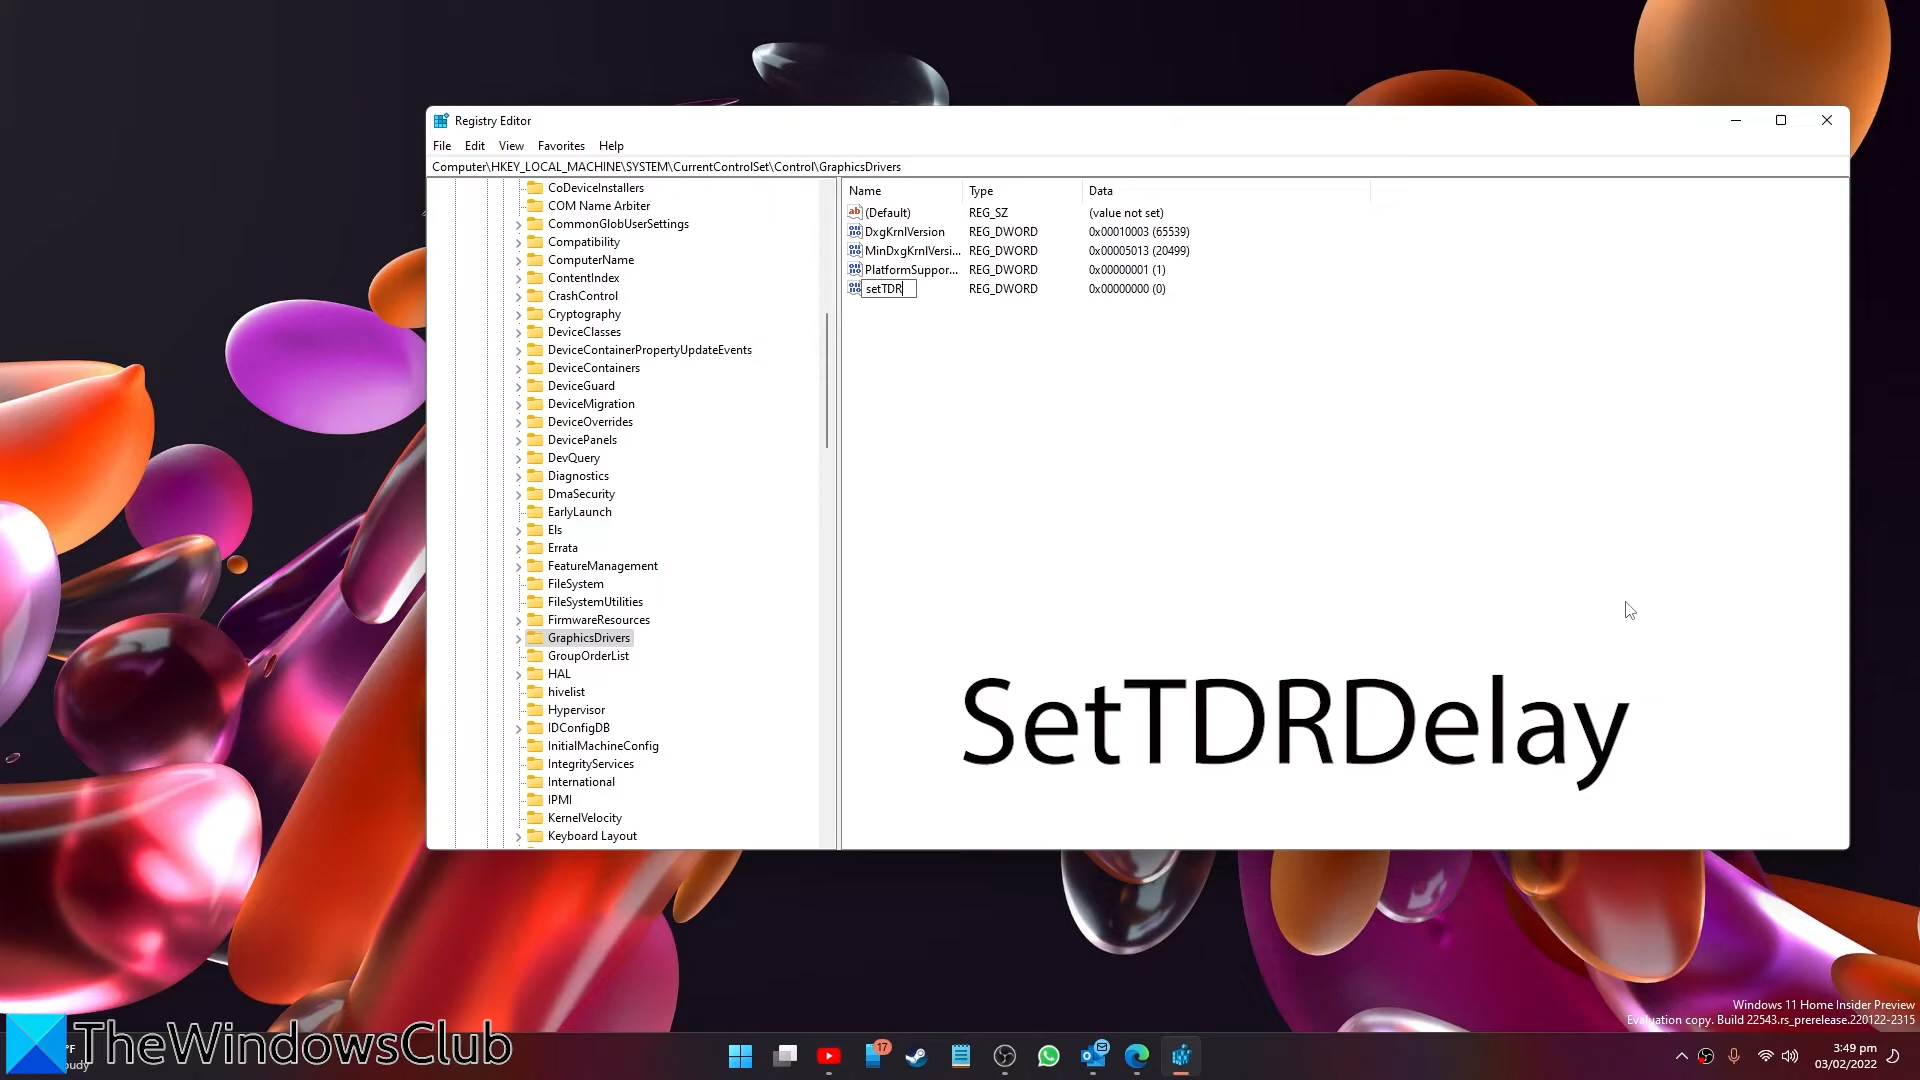 Registry Editor
File Edit View Favorites Help
Computer\HKEY_LOCAL_MACHINE\SYSTEM\CurrentControlSet\Control\GraphicsDrivers
CoDeviceInstallers
COM Name Arbiter
CommonGlobUserSettings
Compatibility
ComputerName
ContentIndex
CrashControl
Cryptography
DeviceClasses
DeviceContainerPropertyUpdateEvents
DeviceContainers
DeviceGuard
DeviceMigration
DeviceOverrides
DevicePanels
DevQuery
Diagnostics
DmaSecurity
EarlyLaunch
Els
Errata
FeatureManagement
FileSystem
FileSystemUtilities
FirmwareResources
GraphicsDrivers
GroupOrderList
HAL
hivelist
Hypervisor
IDConfigDB
InitialMachineConfig
IntegrityServices
International
IPMI
KernelVelocity
Keyboard Layout
Name Type Data
(Default) REG_SZ (value not set)
DxgKrnlVersion REG_DWORD 0x00010003 (65539)
MinDxgKrnlVersi... REG_DWORD 0x00005013 (20499)
PlatformSuppor... REG_DWORD 0x00000001 (1)
setTDR REG_DWORD 0x00000000 (0)
SetTDRDelay
Windows 11 Home Insider Preview
Evaluation copy. Build 22543.rs_prerelease.220122-2315
TheWindowsClub
17
3:49 pm
03/02/2022